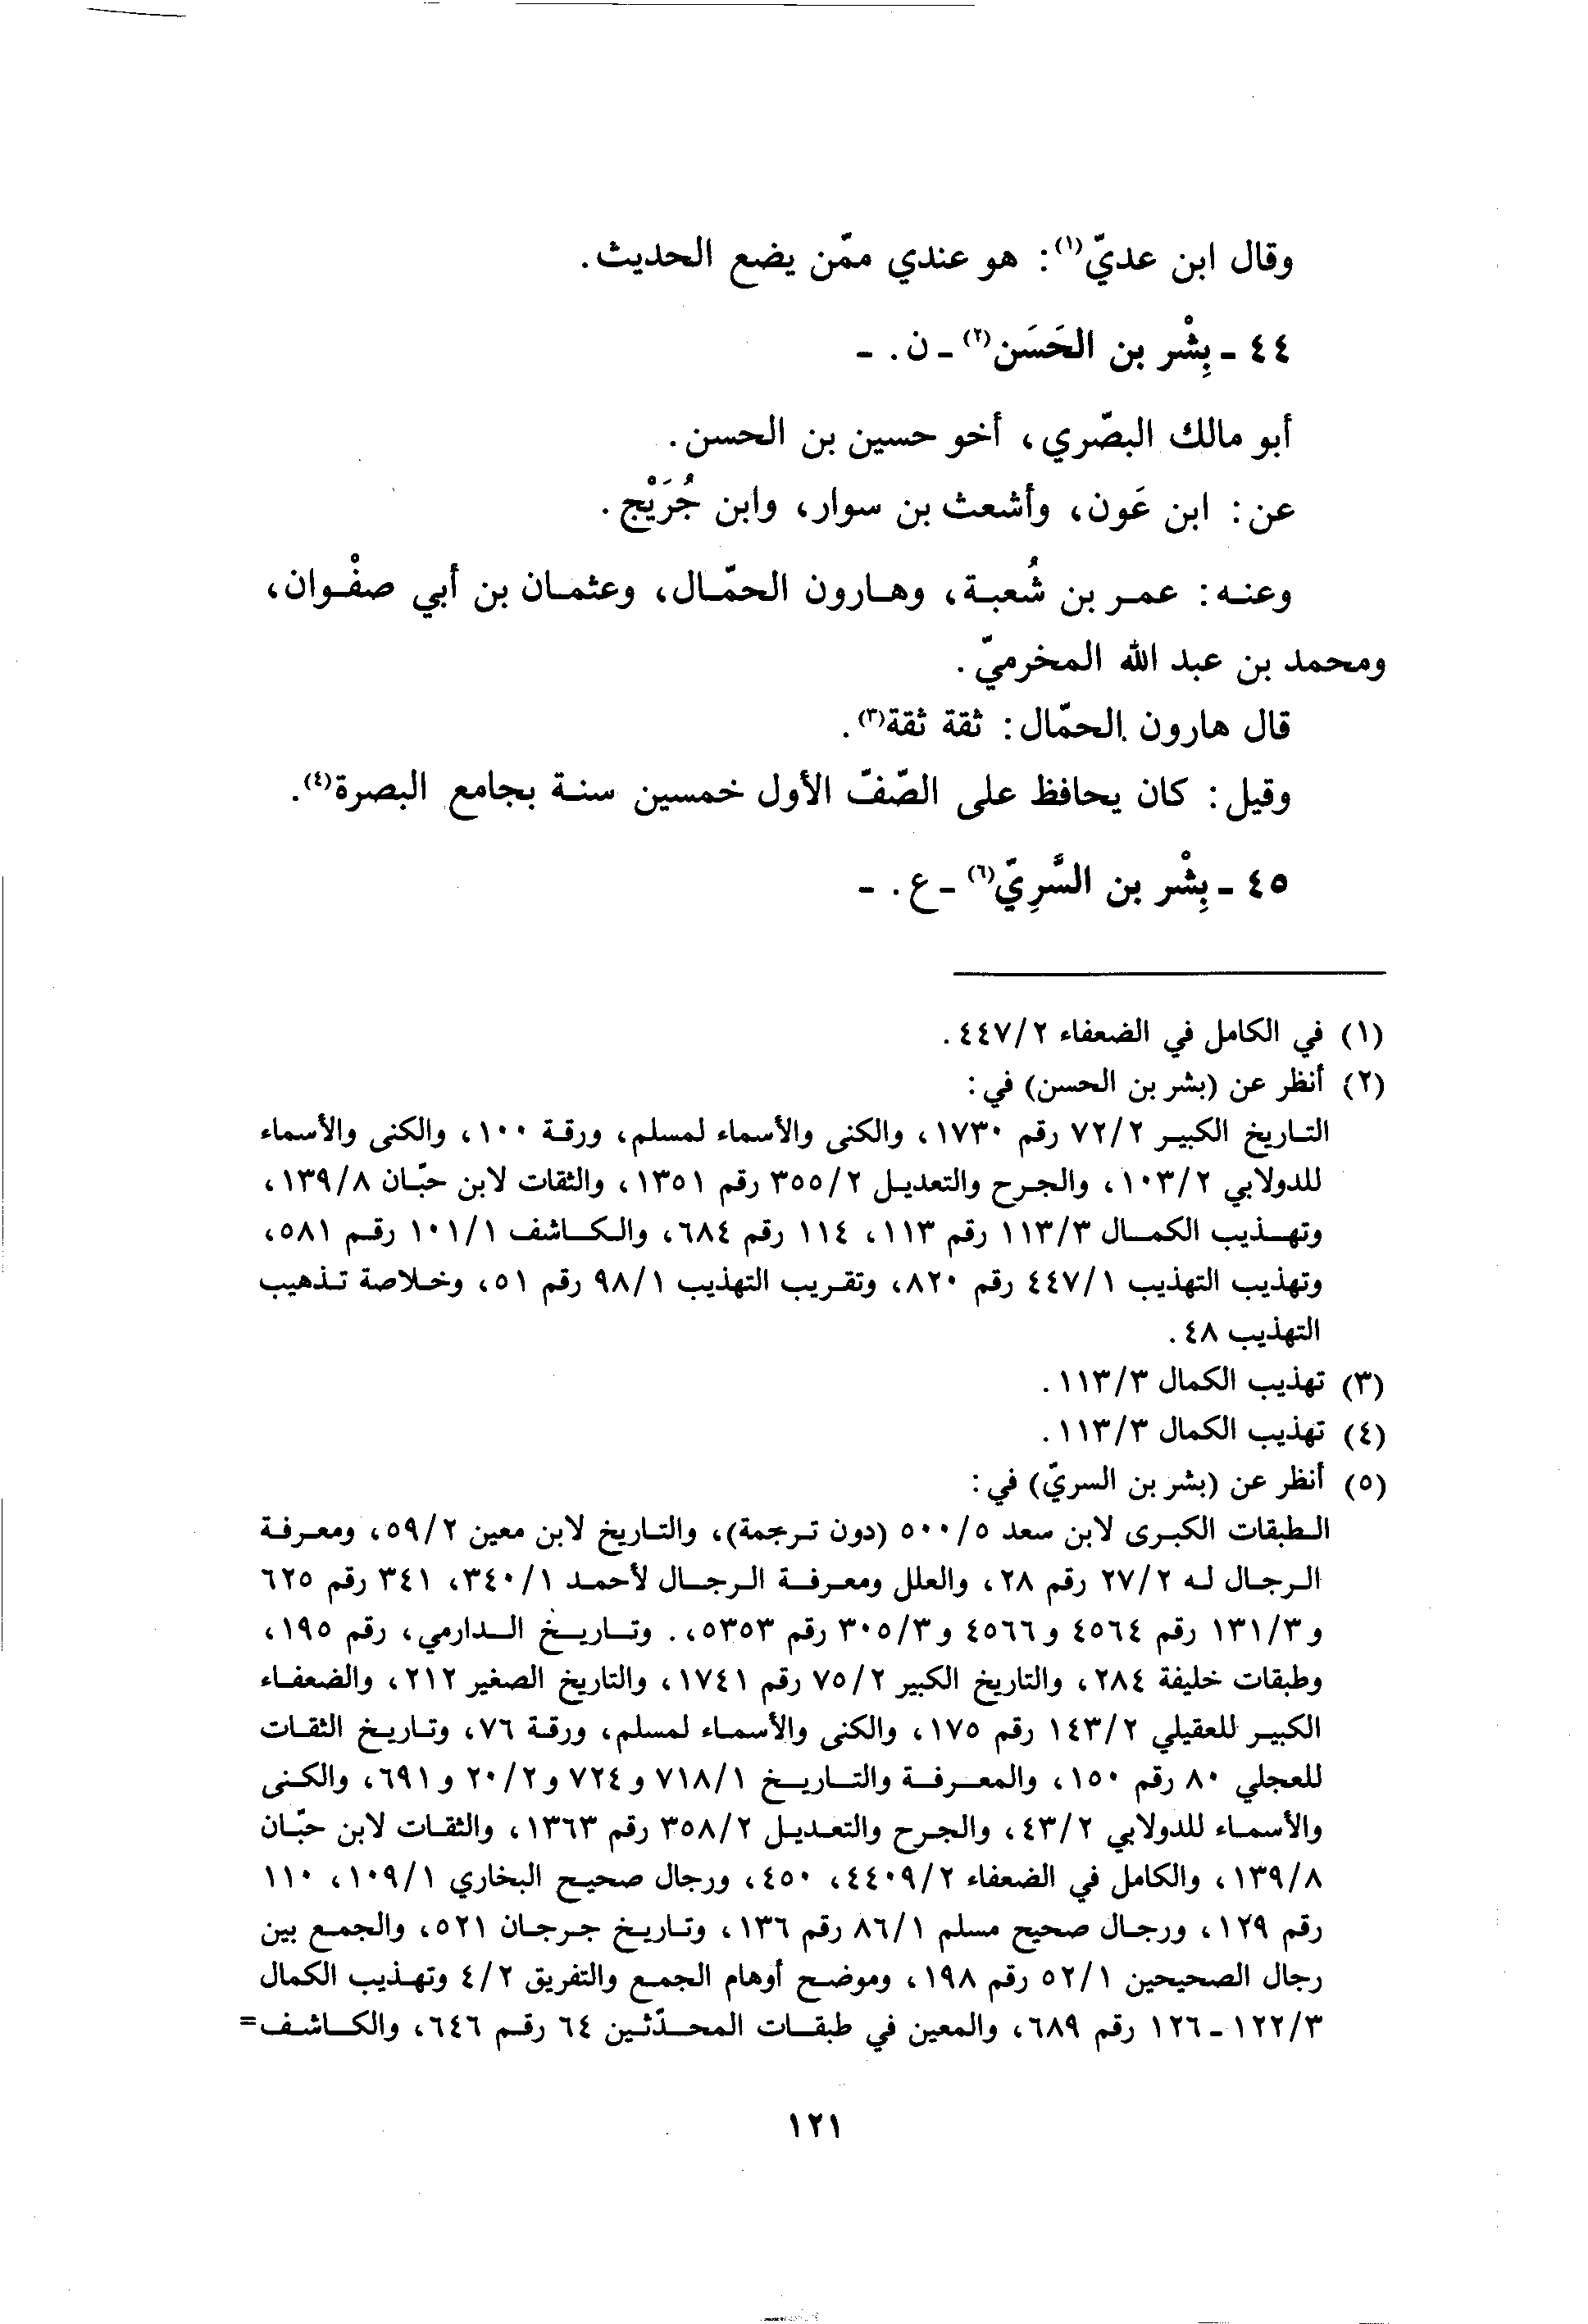 وقال ابن عديّ(١): هو عندي ممّن يضع الحديث.
٤٤ - بِشْر بن الحَسَن(٢) - ن. -
أبو مالك البصّري، أخو حسين بن الحسن.
عن: ابن عَون، وأشعث بن سوار، وابن جُرَيْج.
وعنه: عمر بن شُعبة، وهارون الحمّال، وعثمان بن أبي صفْوان،
ومحمد بن عبد الله المخرميّ.
قال هارون الحمّال: ثقة ثقة(٣).
وقيل: كان يحافظ على الصّفّ الأول خمسين سنة بجامع البصرة(٤).
٤٥ - بِشْر بن السَّرِيّ(٦) - ع. -
(١) في الكامل في الضعفاء ٤٤٧/٢.
(٢) أنظر عن (بشر بن الحسن) في:
التاريخ الكبير ٧٢/٢ رقم ١٧٣٠، والكنى والأسماء لمسلم، ورقة ١٠٠، والكنى والأسماء
للدولابي ١٠٣/٢، والجرح والتعديل ٣٥٥/٢ رقم ١٣٥١، والثقات لابن حبّان ١٣٩/٨،
وتهذيب الكمال ١١٣/٣ رقم ١١٣، ١١٤ رقم ٦٨٤، والكاشف ١٠١/١ رقم ٥٨١،
وتهذيب التهذيب ٤٤٧/١ رقم ٨٢٠، وتقريب التهذيب ٩٨/١ رقم ٥١، وخلاصة تذهيب
التهذيب ٤٨.
(٣) تهذيب الكمال ١١٣/٣.
(٤) تهذيب الكمال ١١٣/٣.
(٥) أنظر عن (بشر بن السريّ) في:
الطبقات الكبرى لابن سعد ٥٠٠/٥ (دون ترجمة)، والتاريخ لابن معين ٥٩/٢، ومعرفة
الرجال له ٢٧/٢ رقم ٢٨، والعلل ومعرفة الرجال لأحمد ٣٤٠/١، ٣٤١ رقم ٦٢٥
و ١٣١/٣ رقم ٤٥٦٤ و ٤٥٦٦ و ٣٠٥/٣ رقم ٥٣٥٣،. وتاريخ الدارمي، رقم ١٩٥،
وطبقات خليفة ٢٨٤، والتاريخ الكبير ٧٥/٢ رقم ١٧٤١، والتاريخ الصغير ٢١٢، والضعفاء
الكبير للعقيلي ١٤٣/٢ رقم ١٧٥، والكنى والأسماء لمسلم، ورقة ٧٦، وتاريخ الثقات
للعجلي ٨٠ رقم ١٥٠، والمعرفة والتاريخ ٧١٨/١ و ٧٢٤ و ٢٠/٢ و ٦٩١، والكنى
والأسماء للدولابي ٤٣/٢، والجرح والتعديل ٣٥٨/٢ رقم ١٣٦٣، والثقات لابن حبّان
١٣٩/٨، والكامل في الضعفاء ٤٤٠٩/٢، ٤٥٠، ورجال صحيح البخاري ١٠٩/١، ١١٠
رقم ١٢٩، ورجال صحيح مسلم ٨٦/١ رقم ١٣٦، وتاريخ جرجان ٥٢١، والجمع بين
رجال الصحيحين ٥٢/١ رقم ١٩٨، وموضح أوهام الجمع والتفريق ٤/٢ وتهذيب الكمال
١٢٢/٣ - ١٢٦ رقم ٦٨٩، والمعين في طبقات المحدّثين ٦٤ رقم ٦٤٦، والكاشف=
١٢١